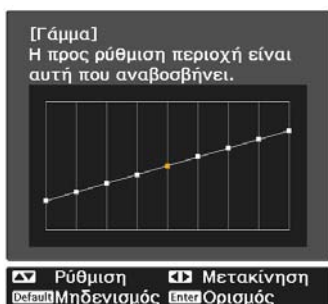 [Γάμμα]
Η προς ρύθμιση περιοχή είναι
αυτή που αναβοσβήνει.
Ρύθμιση Μετακίνηση
Default Μηδενισμός Enter Ορισμός